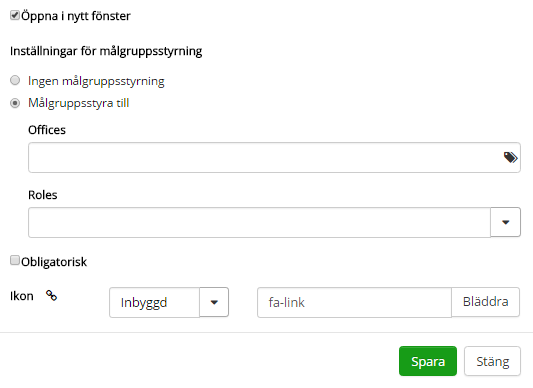 Öppna i nytt fönster
Inställningar för målgruppsstyrning
Ingen målgruppsstyrning
Målgruppsstyra till
Offices
Roles
Obligatorisk
Ikon Inbyggd fa-link Bläddra
Spara Stäng